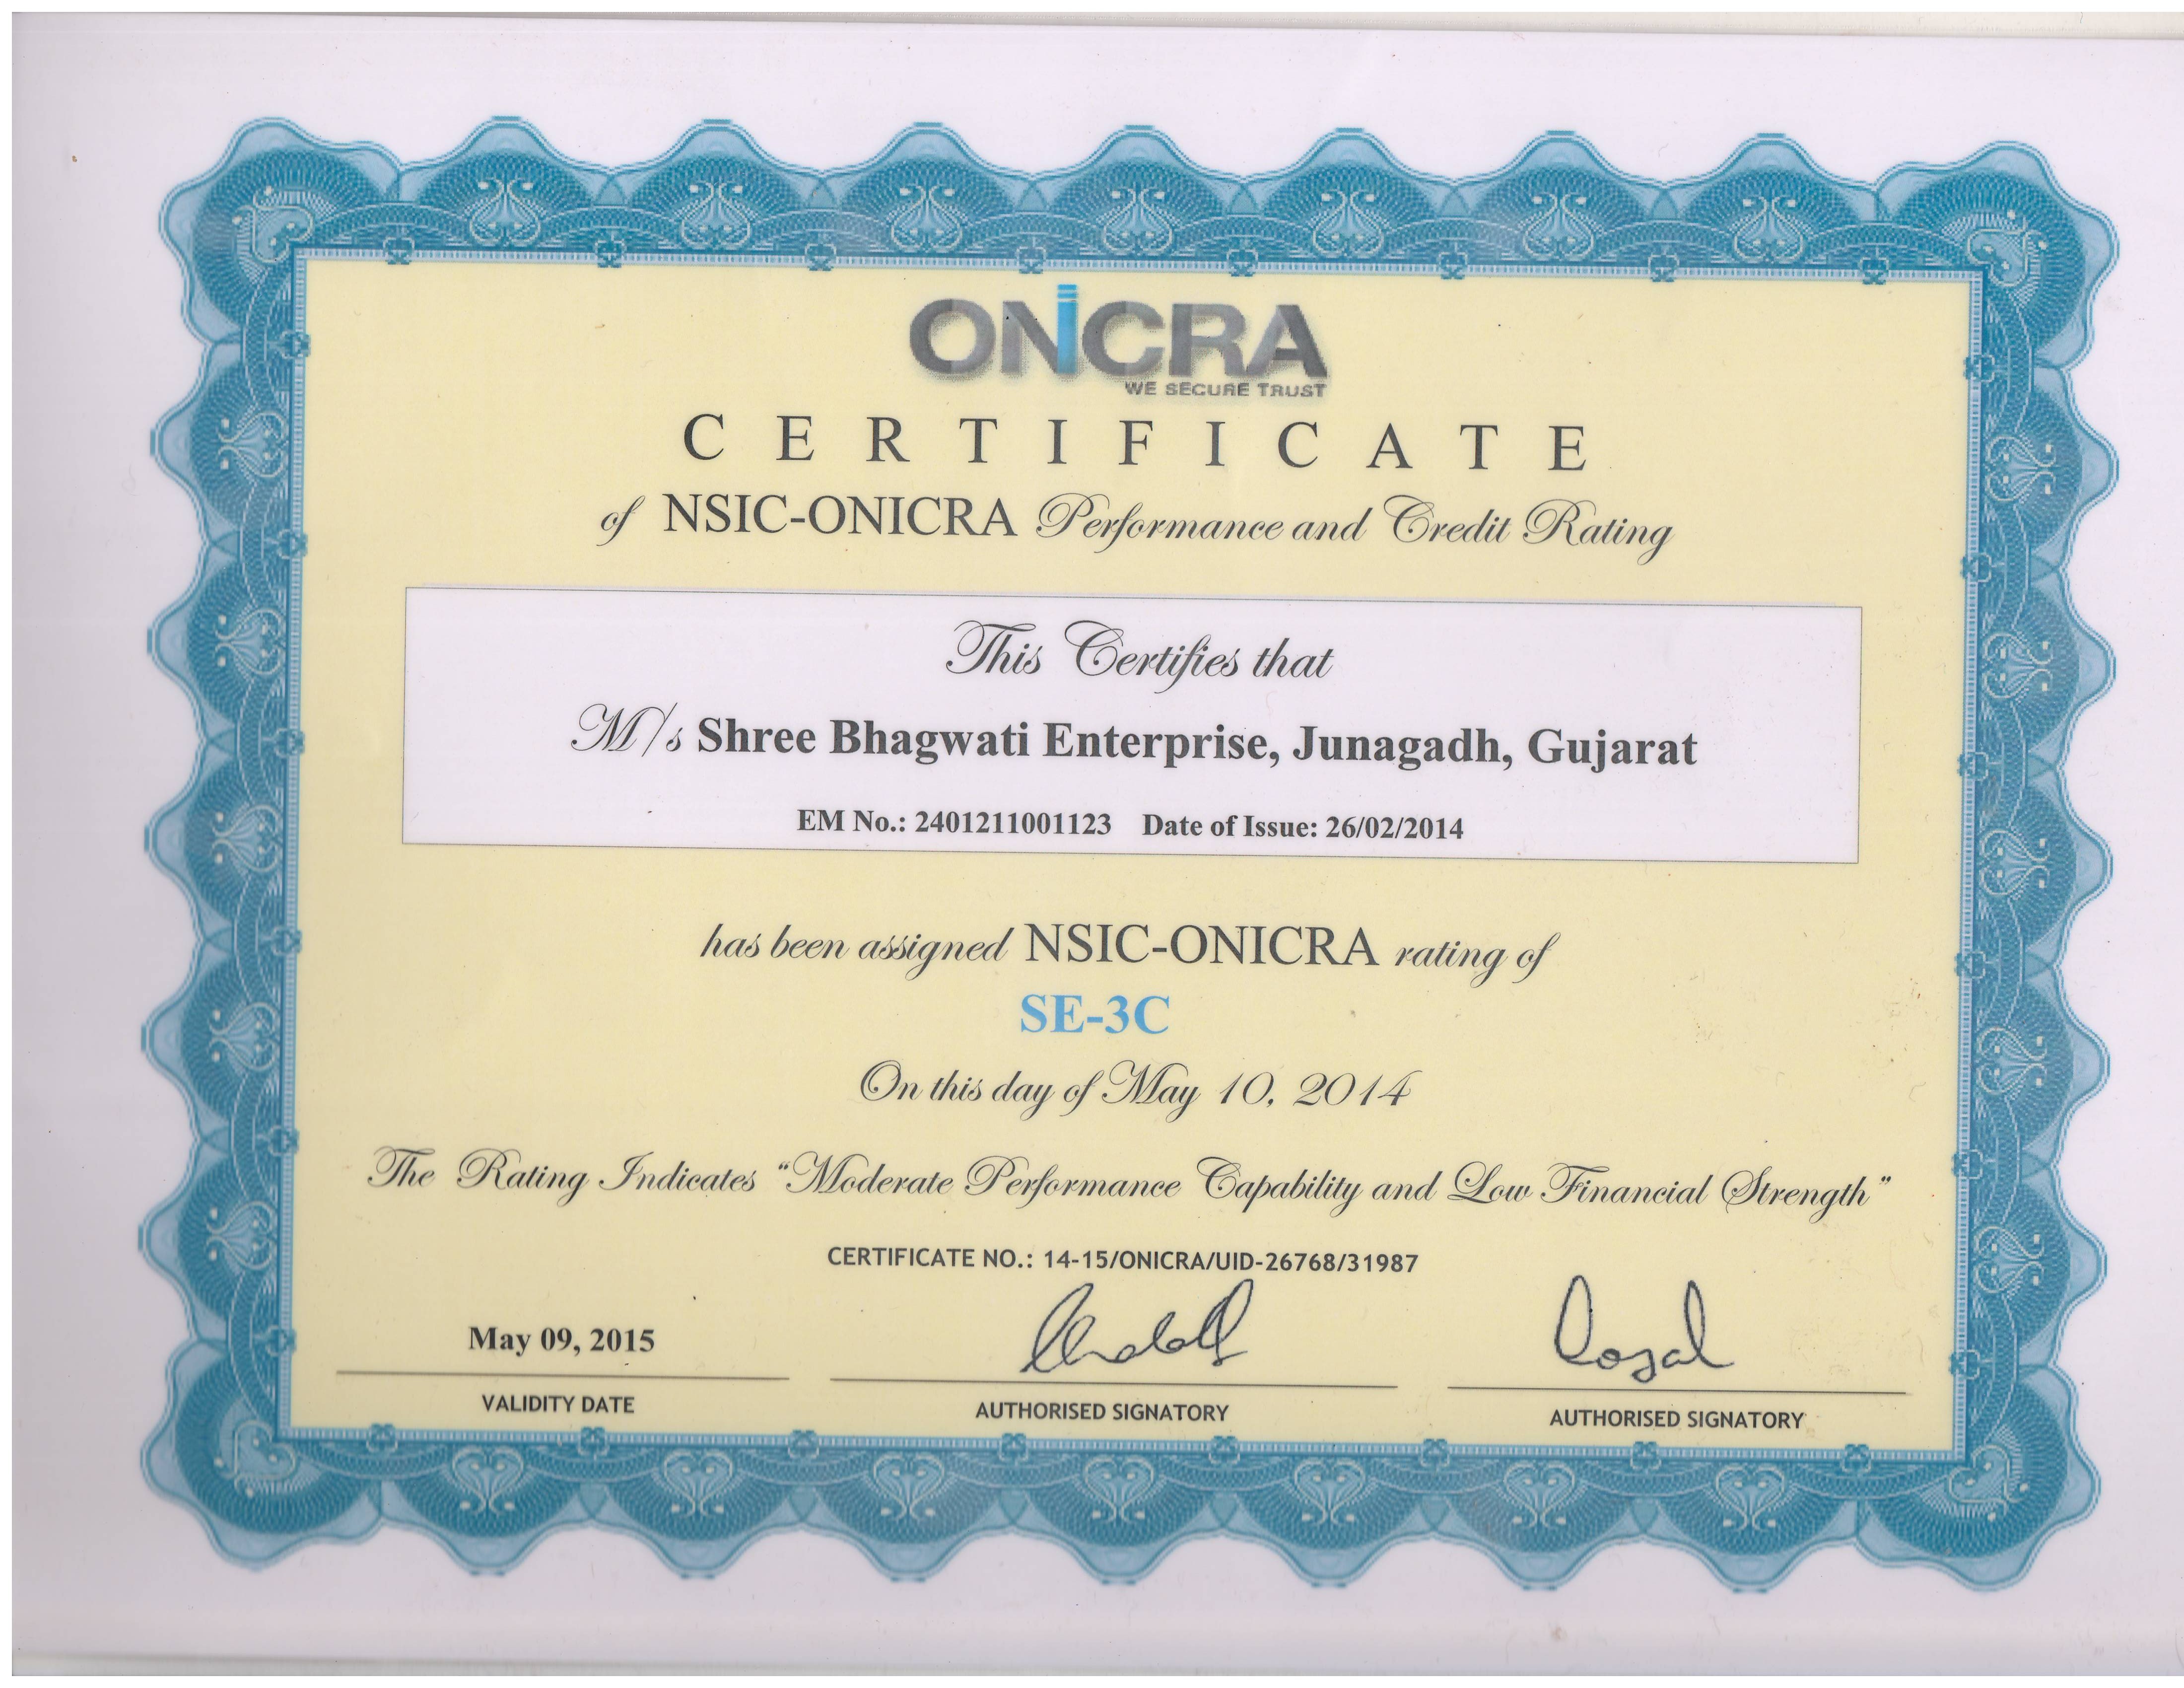 ONiCRA
WE SECURE TRUST
CERTIFICATE
of NSIC-ONICRA Performance and Credit Rating
This Certifies that
M/s Shree Bhagwati Enterprise, Junagadh, Gujarat
EM No.: 2401211001123 Date of Issue: 26/02/2014
has been assigned NSIC-ONICRA rating of
SE-3C
On this day of May 10, 2014
The Rating Indicates “Moderate Performance Capability and Low Financial Strength”
CERTIFICATE NO.: 14-15/ONICRA/UID-26768/31987
May 09, 2015
VALIDITY DATE
AUTHORISED SIGNATORY
AUTHORISED SIGNATORY